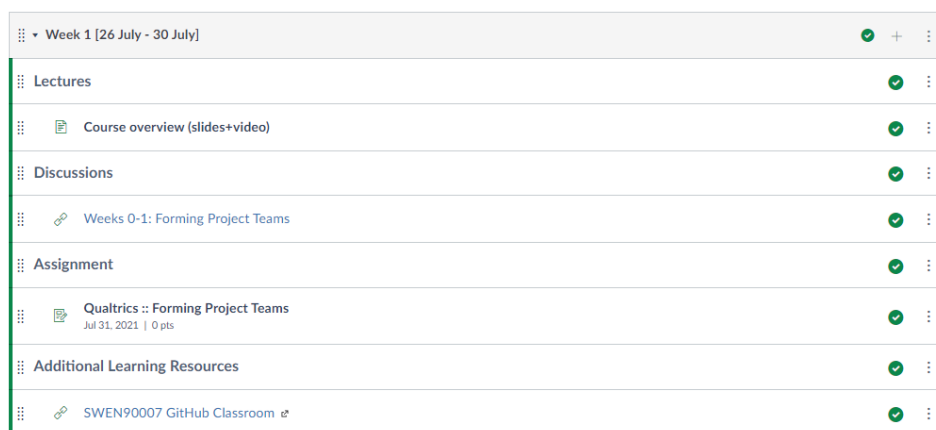 Week 1 [26 July - 30 July]
Lectures
Course overview (slides+video)
Discussions
Weeks 0-1: Forming Project Teams
Assignment
Qualtrics :: Forming Project Teams
Jul 31, 2021 | 0 pts
Additional Learning Resources
SWEN90007 GitHub Classroom